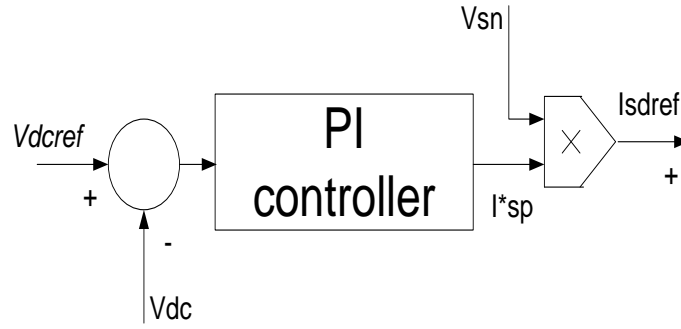 Vsn
Isdref
Vdcref
+
-
Vdc
PI
controller
I*sp
X
+